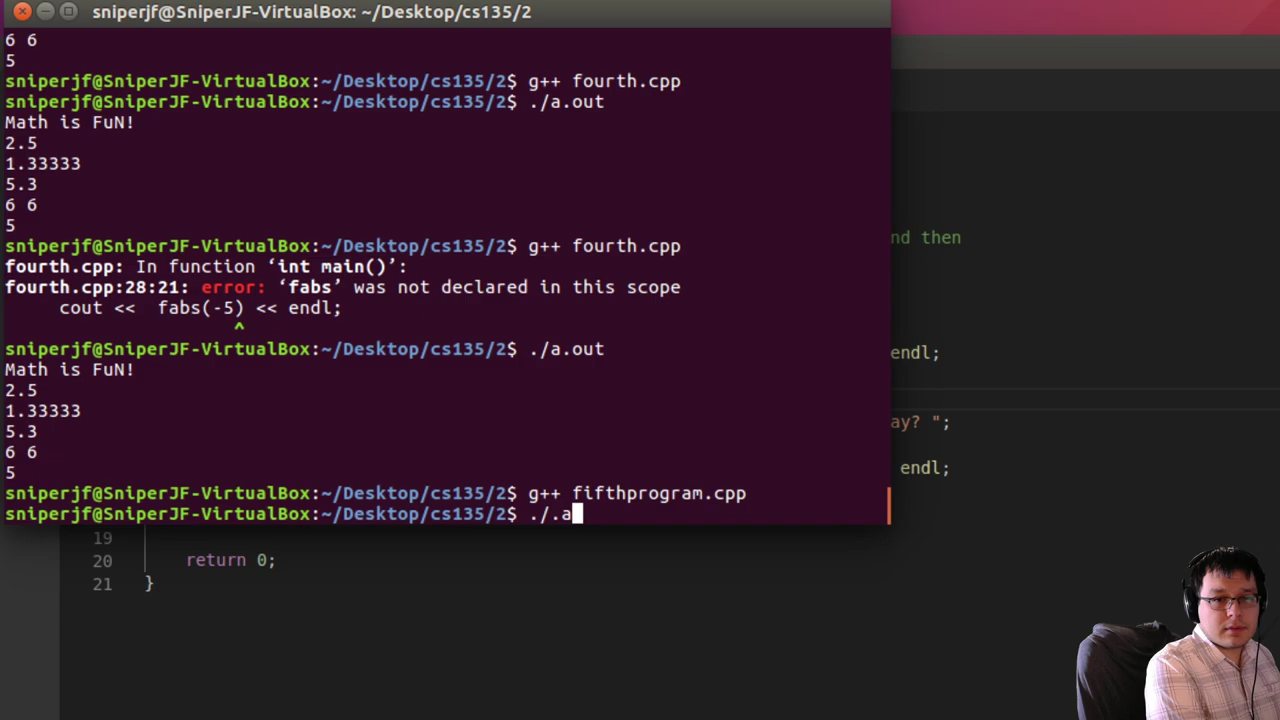 sniperjf@SniperJF-VirtualBox: ~/Desktop/cs135/2
6 6
5
sniperjf@SniperJF-VirtualBox:~/Desktop/cs135/2$ g++ fourth.cpp
sniperjf@SniperJF-VirtualBox:~/Desktop/cs135/2$ ./a.out
Math is FuN!
2.5
1.33333
5.3
6 6
5
sniperjf@SniperJF-VirtualBox:~/Desktop/cs135/2$ g++ fourth.cpp
fourth.cpp: In function ‘int main()’:
fourth.cpp:28:21: error: ‘fabs’ was not declared in this scope
cout <<  fabs(-5) << endl;
^
sniperjf@SniperJF-VirtualBox:~/Desktop/cs135/2$ ./a.out
Math is FuN!
2.5
1.33333
5.3
6 6
5
sniperjf@SniperJF-VirtualBox:~/Desktop/cs135/2$ g++ fifthprogram.cpp
sniperjf@SniperJF-VirtualBox:~/Desktop/cs135/2$ ./.a
nd then
endl;
ay? ";
endl;
19
20 return 0;
21 }